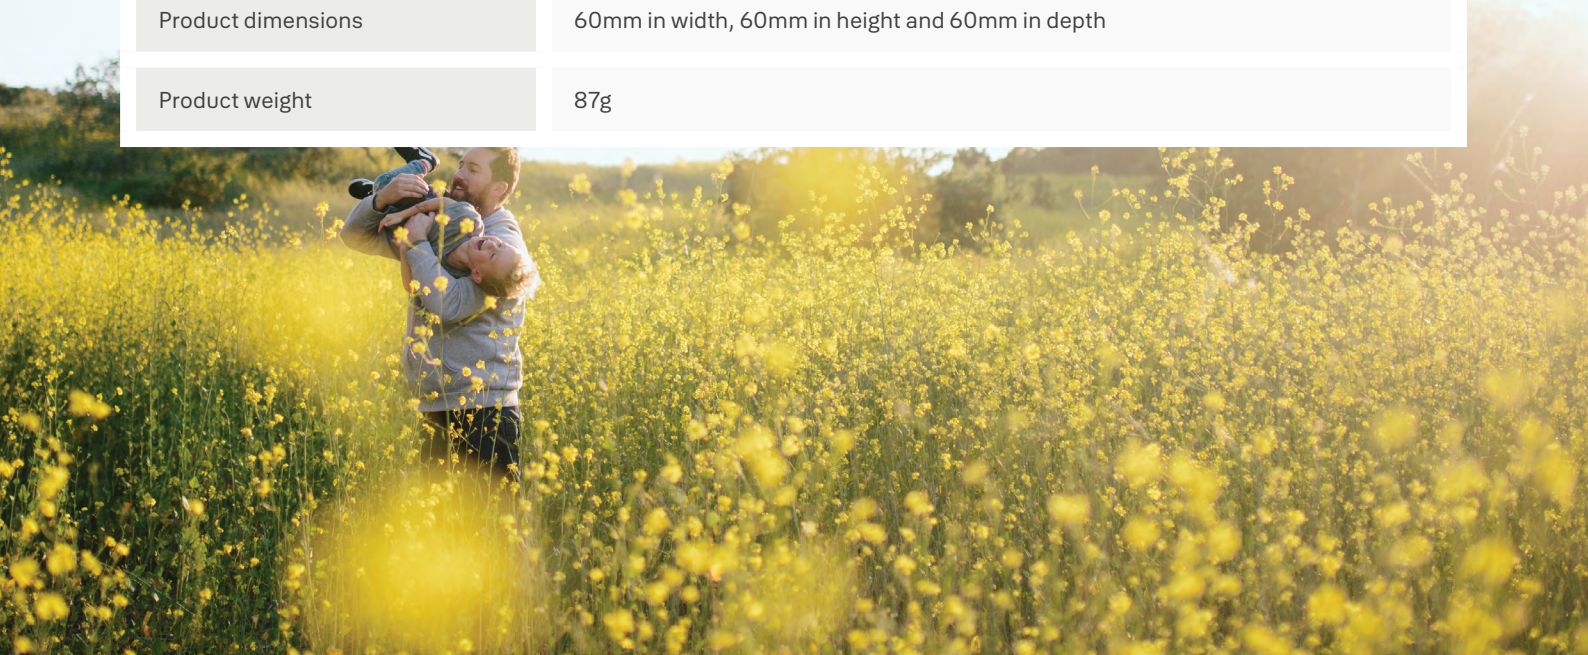 Product dimensions 60mm in width, 60mm in height and 60mm in depth
Product weight 87g